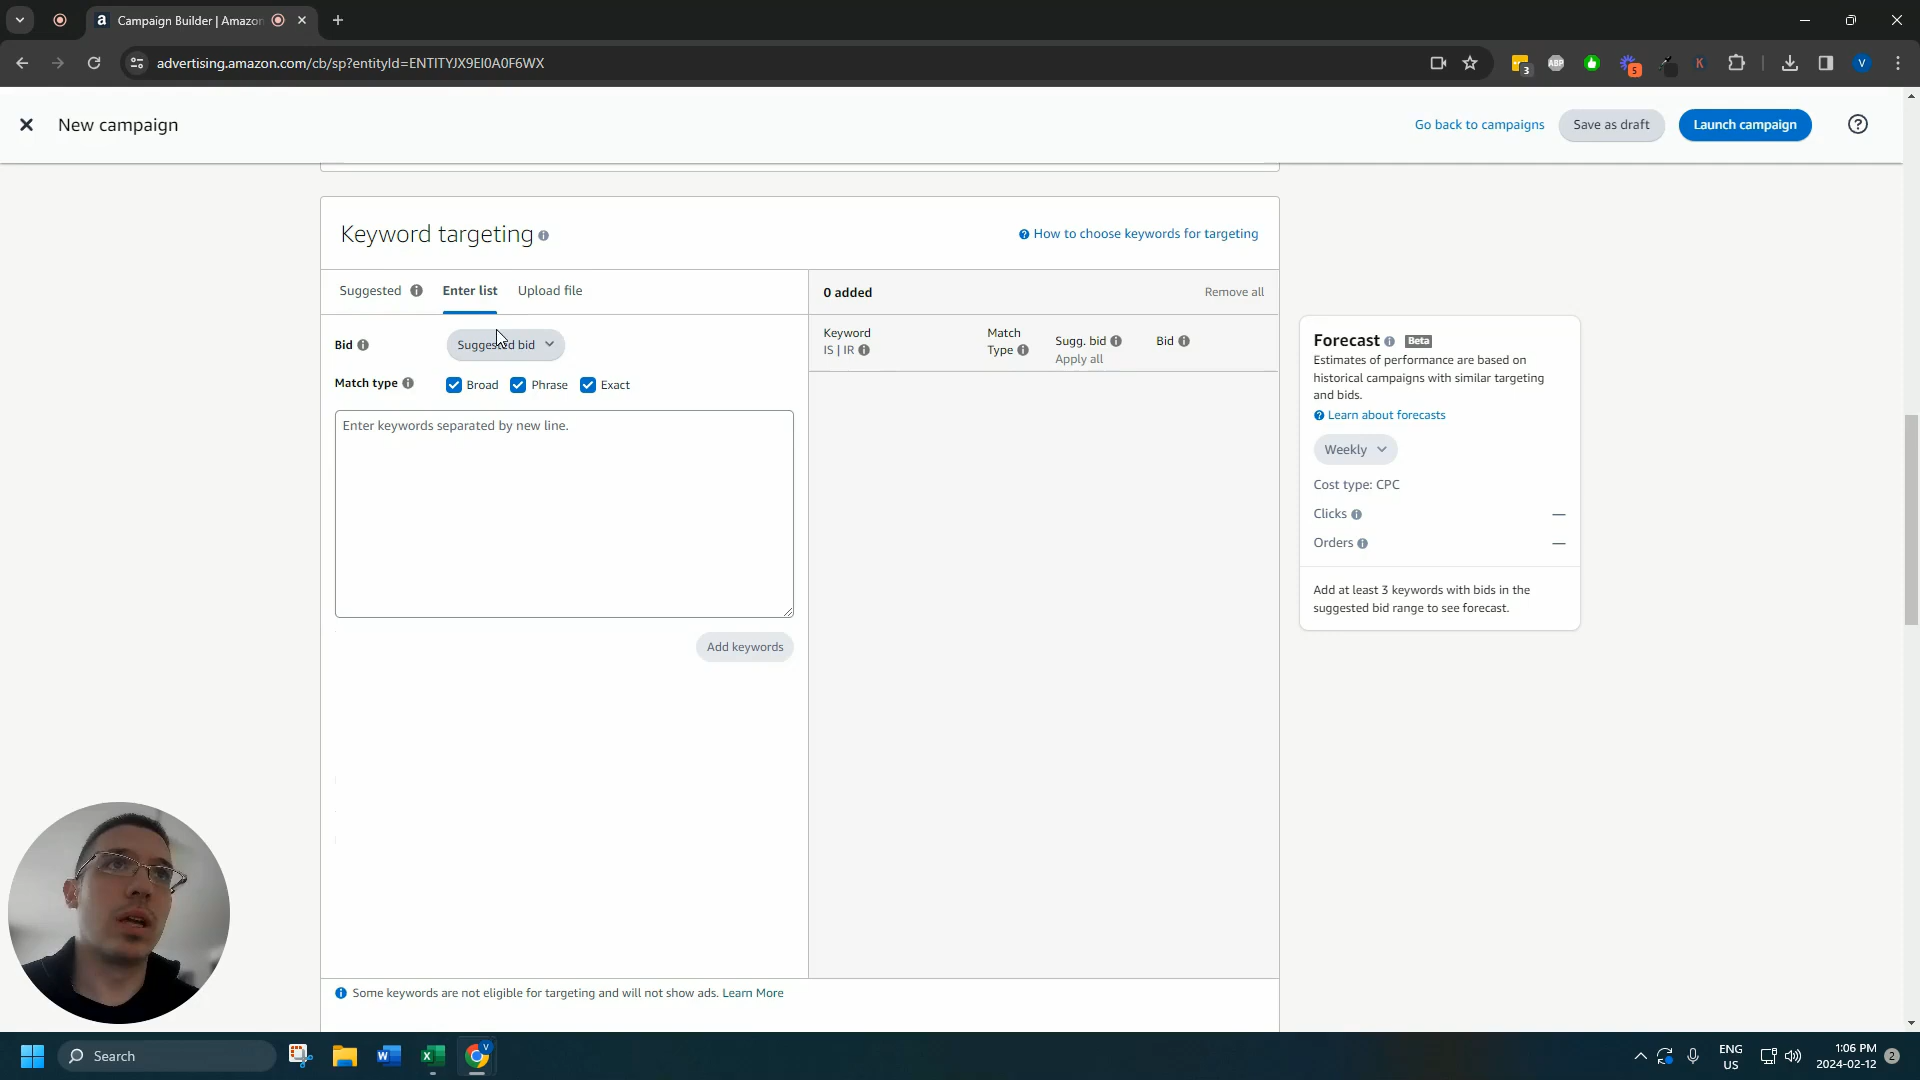 Campaign Builder | Amazon
advertising.amazon.com/cb/sp?entityId=ENTITYJX9EI0A0F6WX
3
ABP
5
K
V
New campaign
Go back to campaigns
Save as draft
Launch campaign
Keyword targeting
How to choose keywords for targeting
Suggested
Enter list
Upload file
0 added
Remove all
Bid
Suggested bid
Keyword
IS | IR
Match
Type
Sugg. bid
Apply all
Bid
Match type
Broad
Phrase
Exact
Enter keywords separated by new line.
Add keywords
Forecast
Beta
Estimates of performance are based on
historical campaigns with similar targeting
and bids.
Learn about forecasts
Weekly
Cost type: CPC
Clicks
—
Orders
—
Add at least 3 keywords with bids in the
suggested bid range to see forecast.
Some keywords are not eligible for targeting and will not show ads. Learn More
Search
ENG
US
1:06 PM
2024-02-12
2